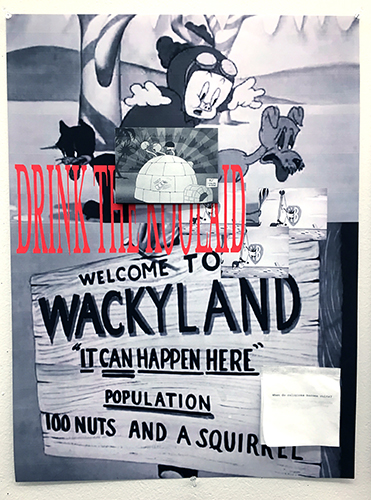 DRINK THE KOOLAID
WELCOME TO
WACKYLAND
"IT CAN HAPPEN HERE"
POPULATION
100 NUTS AND A SQUIRREL